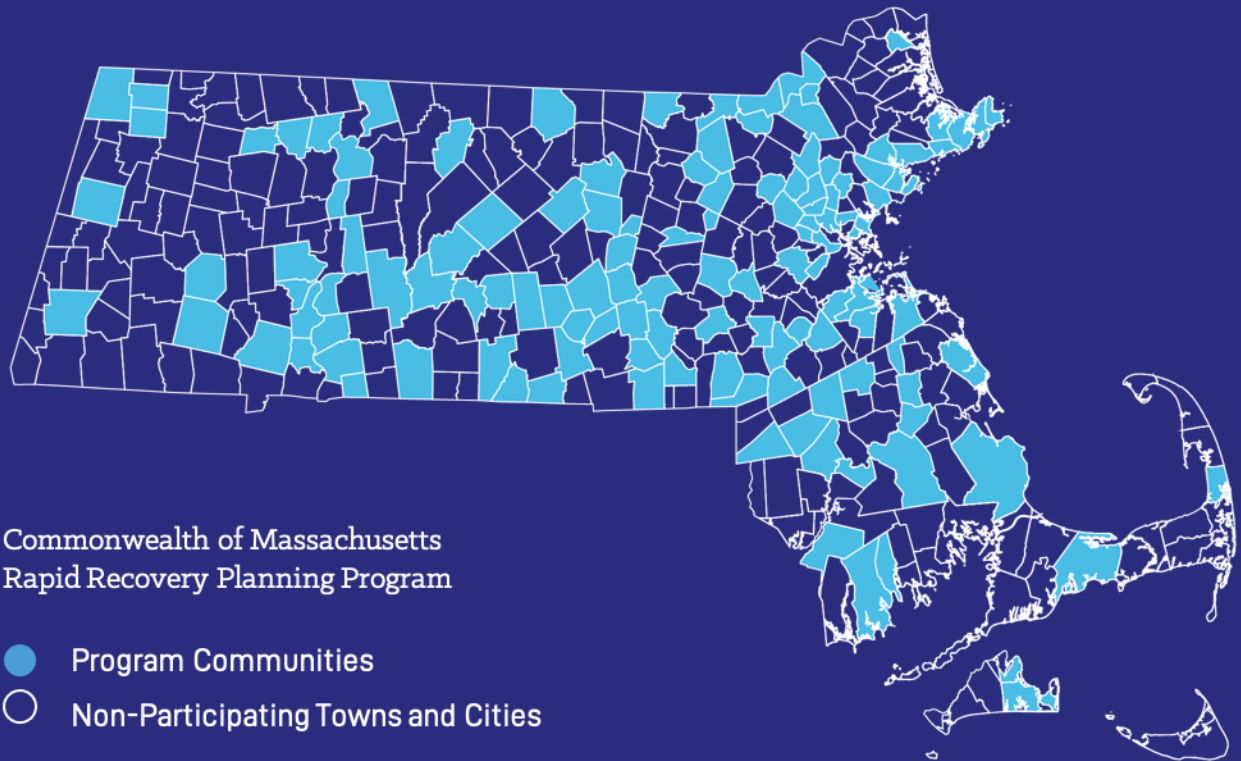 Commonwealth of Massachusetts
Rapid Recovery Planning Program
Program Communities
Non-Participating Towns and Cities